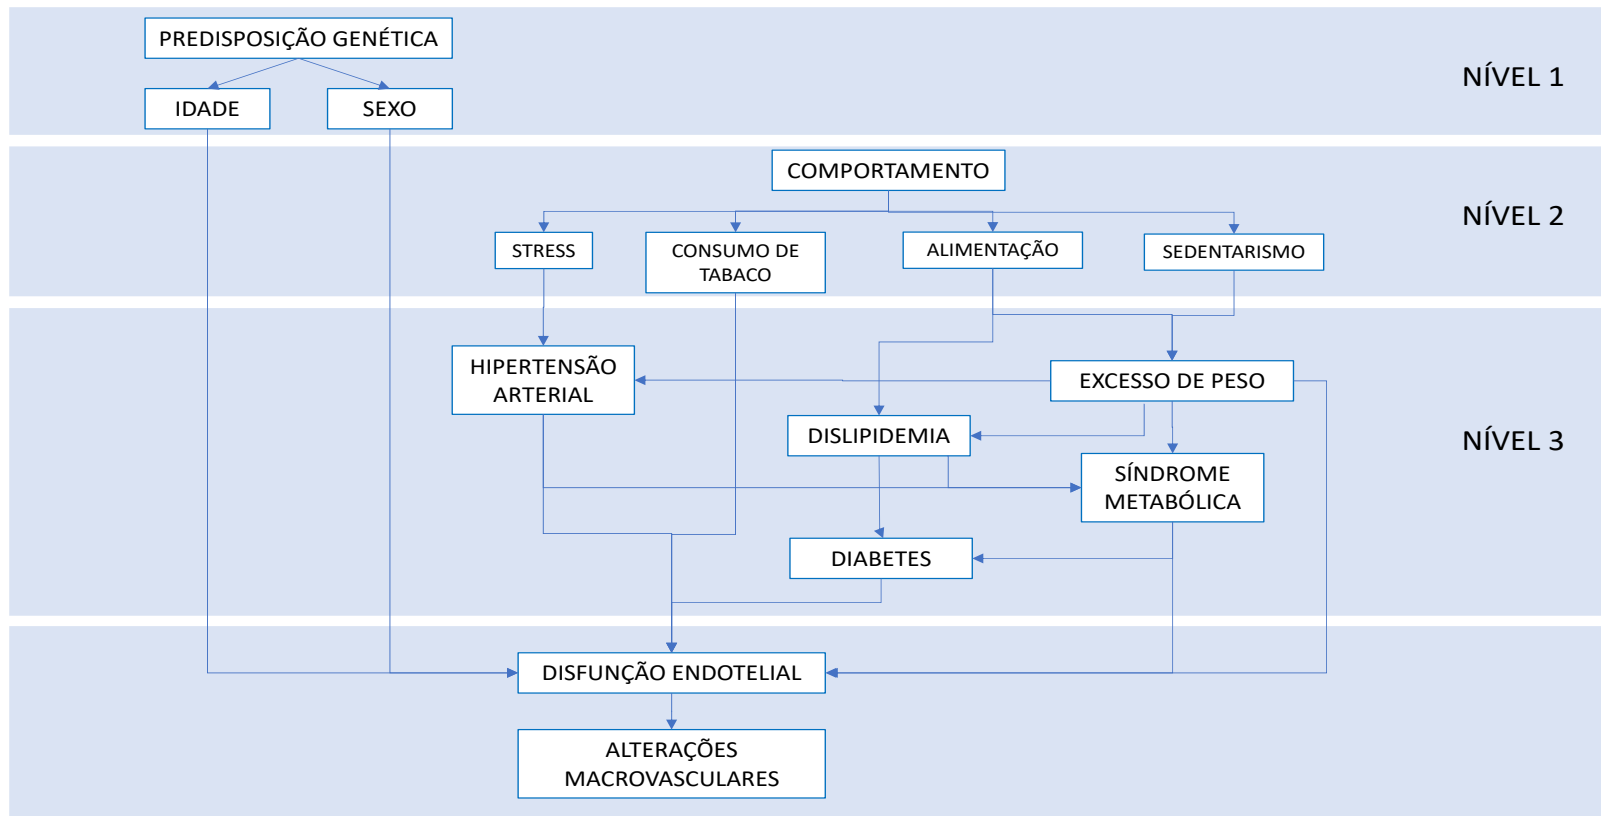 PREDISPOSIÇÃO GENÉTICA
IDADE
SEXO
NÍVEL 1
COMPORTAMENTO
STRESS
CONSUMO DE
TABACO
ALIMENTAÇÃO
SEDENTARISMO
NÍVEL 2
HIPERTENSÃO
ARTERIAL
EXCESSO DE PESO
DISLIPIDEMIA
SÍNDROME
METABÓLICA
DIABETES
NÍVEL 3
DISFUNÇÃO ENDOTELIAL
ALTERAÇÕES
MACROVASCULARES